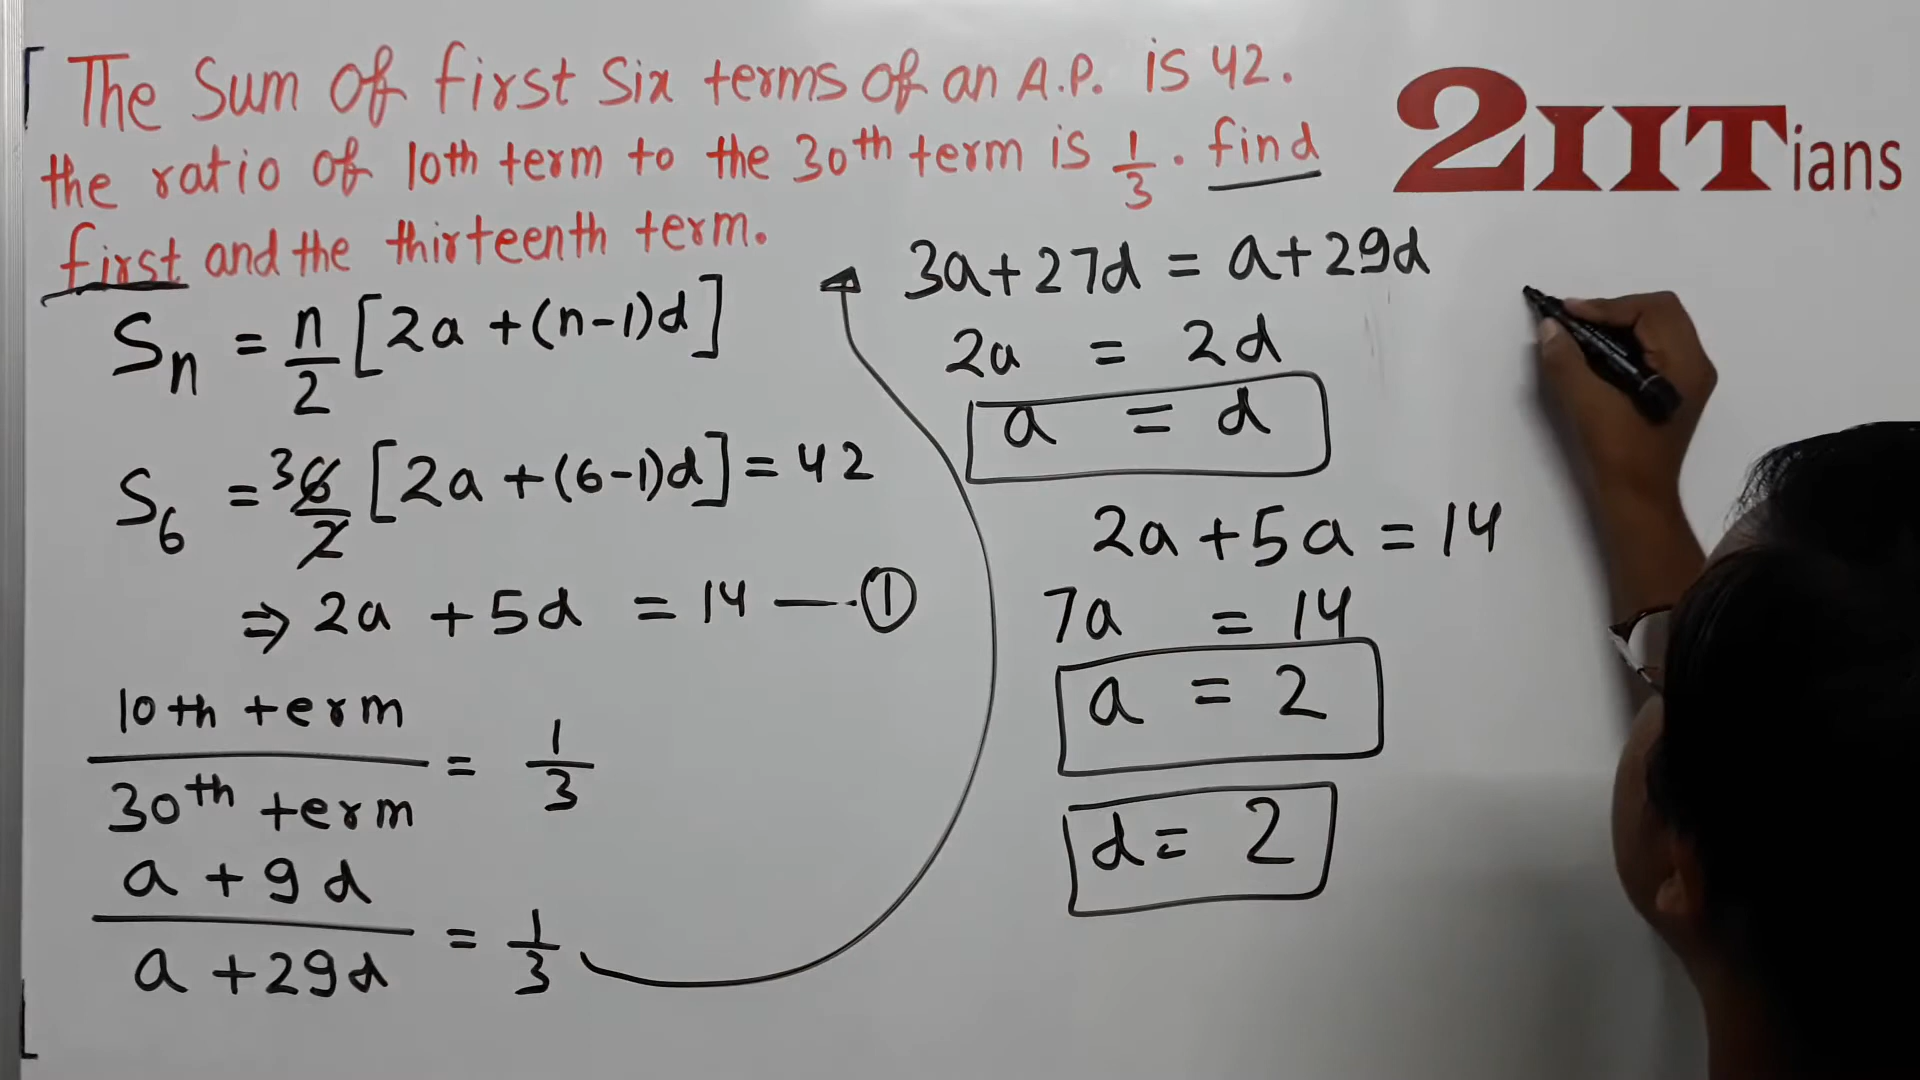 The Sum of first Six terms of an A.P. is 42.
the ratio of 10th term to the 30th term is 1/3. find
first and the thirteenth term.
2IITians
Sn = n/2 [2a + (n-1)d]
S6 = 3 6/2 [2a + (6-1)d] = 42
⇒ 2a + 5d = 14 — ①
10th term / 30th term = 1/3
a + 9d / a + 29d = 1/3
3a + 27d = a + 29d
2a = 2d
a = d
2a + 5a = 14
7a = 14
a = 2
d = 2